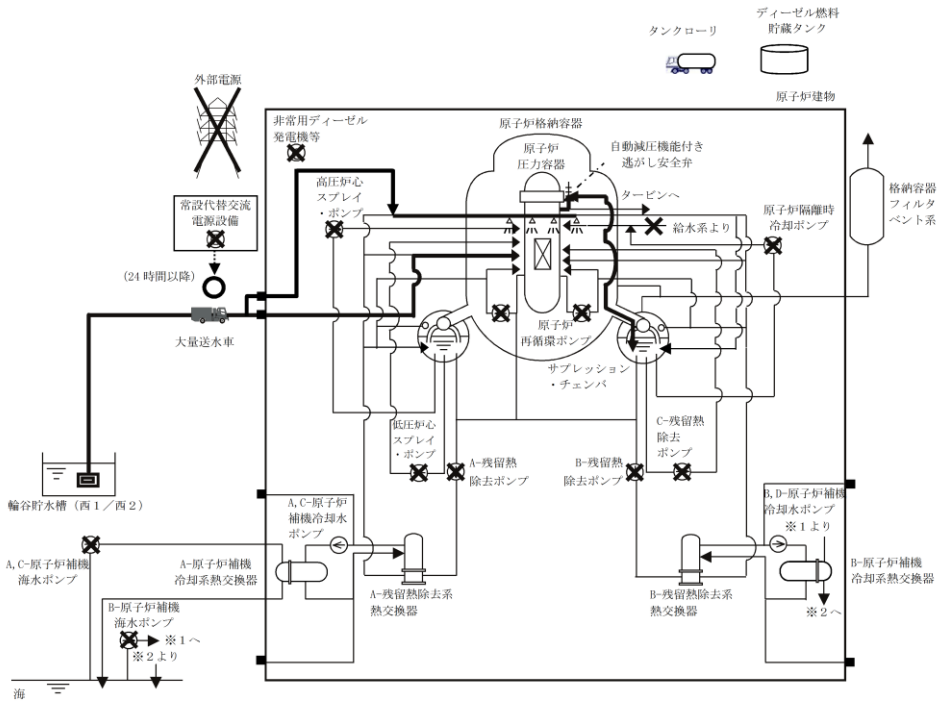 ディーゼル燃料
貯蔵タンク
タンクローリ
原子炉建物
外部電源
非常用ディーゼル
発電機等
原子炉格納容器
原子炉
圧力容器
自動減圧機能付き
逃がし安全弁
高圧炉心
スプレイ
・ポンプ
タービンへ
給水系より
原子炉隔離時
冷却ポンプ
格納容器
フィルタ
ベント系
常設代替交流
電源設備
(24時間以降)
大量送水車
原子炉
再循環ポンプ
サプレッション
・チェンバ
低圧炉心
スプレイ
・ポンプ
A-残留熱
除去ポンプ
B-残留熱
除去ポンプ
C-残留熱
除去
ポンプ
輪谷貯水槽(西1/西2)
A,C-原子炉
補機冷却水
ポンプ
B,D-原子炉補機
冷却水ポンプ
※1より
A,C-原子炉補機
海水ポンプ
A-原子炉補機
冷却系熱交換器
A-残留熱除去系
熱交換器
B-残留熱除去系
熱交換器
B-原子炉補機
冷却系熱交換器
※2へ
B-原子炉補機
海水ポンプ
※1へ
※2より
海